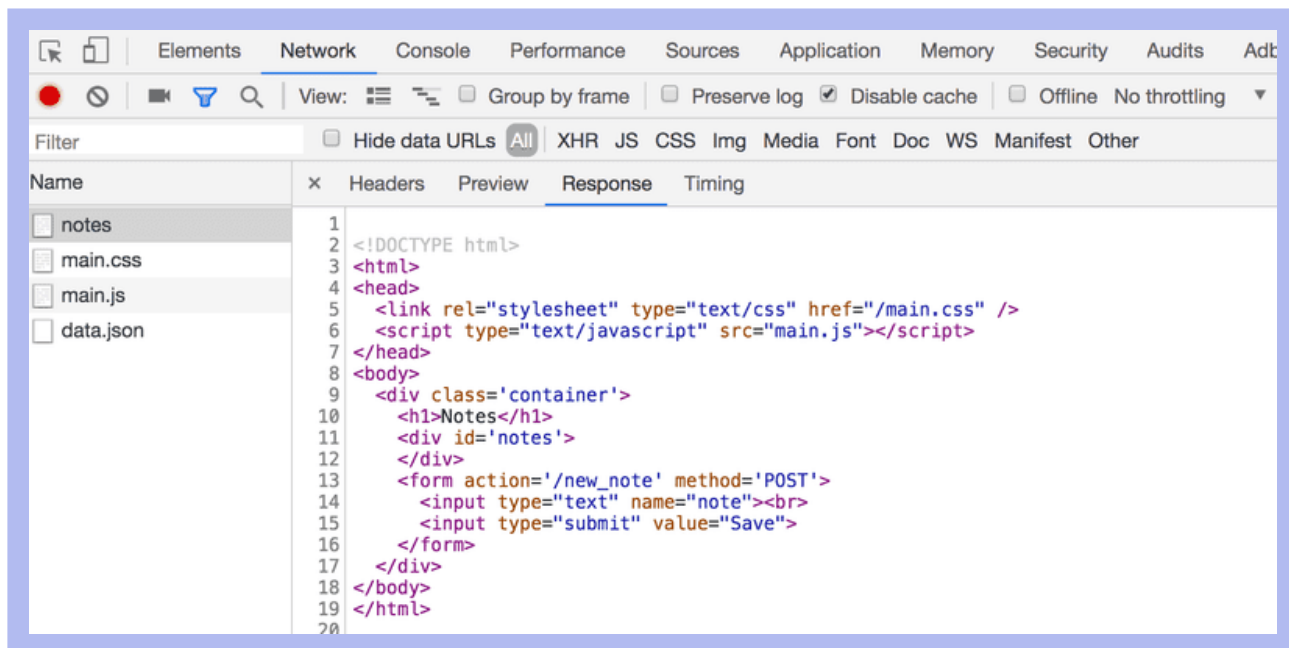 Elements Network Console Performance Sources Application Memory Security Audits Adb
View: Group by frame Preserve log Disable cache Offline No throttling
Filter Hide data URLs All XHR JS CSS Img Media Font Doc WS Manifest Other
Name × Headers Preview Response Timing
notes
main.css
main.js
data.json
1
2 <!DOCTYPE html>
3 <html>
4 <head>
5   <link rel="stylesheet" type="text/css" href="/main.css" />
6   <script type="text/javascript" src="main.js"></script>
7 </head>
8 <body>
9   <div class='container'>
10     <h1>Notes</h1>
11     <div id='notes'>
12     </div>
13     <form action='/new_note' method='POST'>
14       <input type="text" name="note"><br>
15       <input type="submit" value="Save">
16     </form>
17   </div>
18 </body>
19 </html>
20